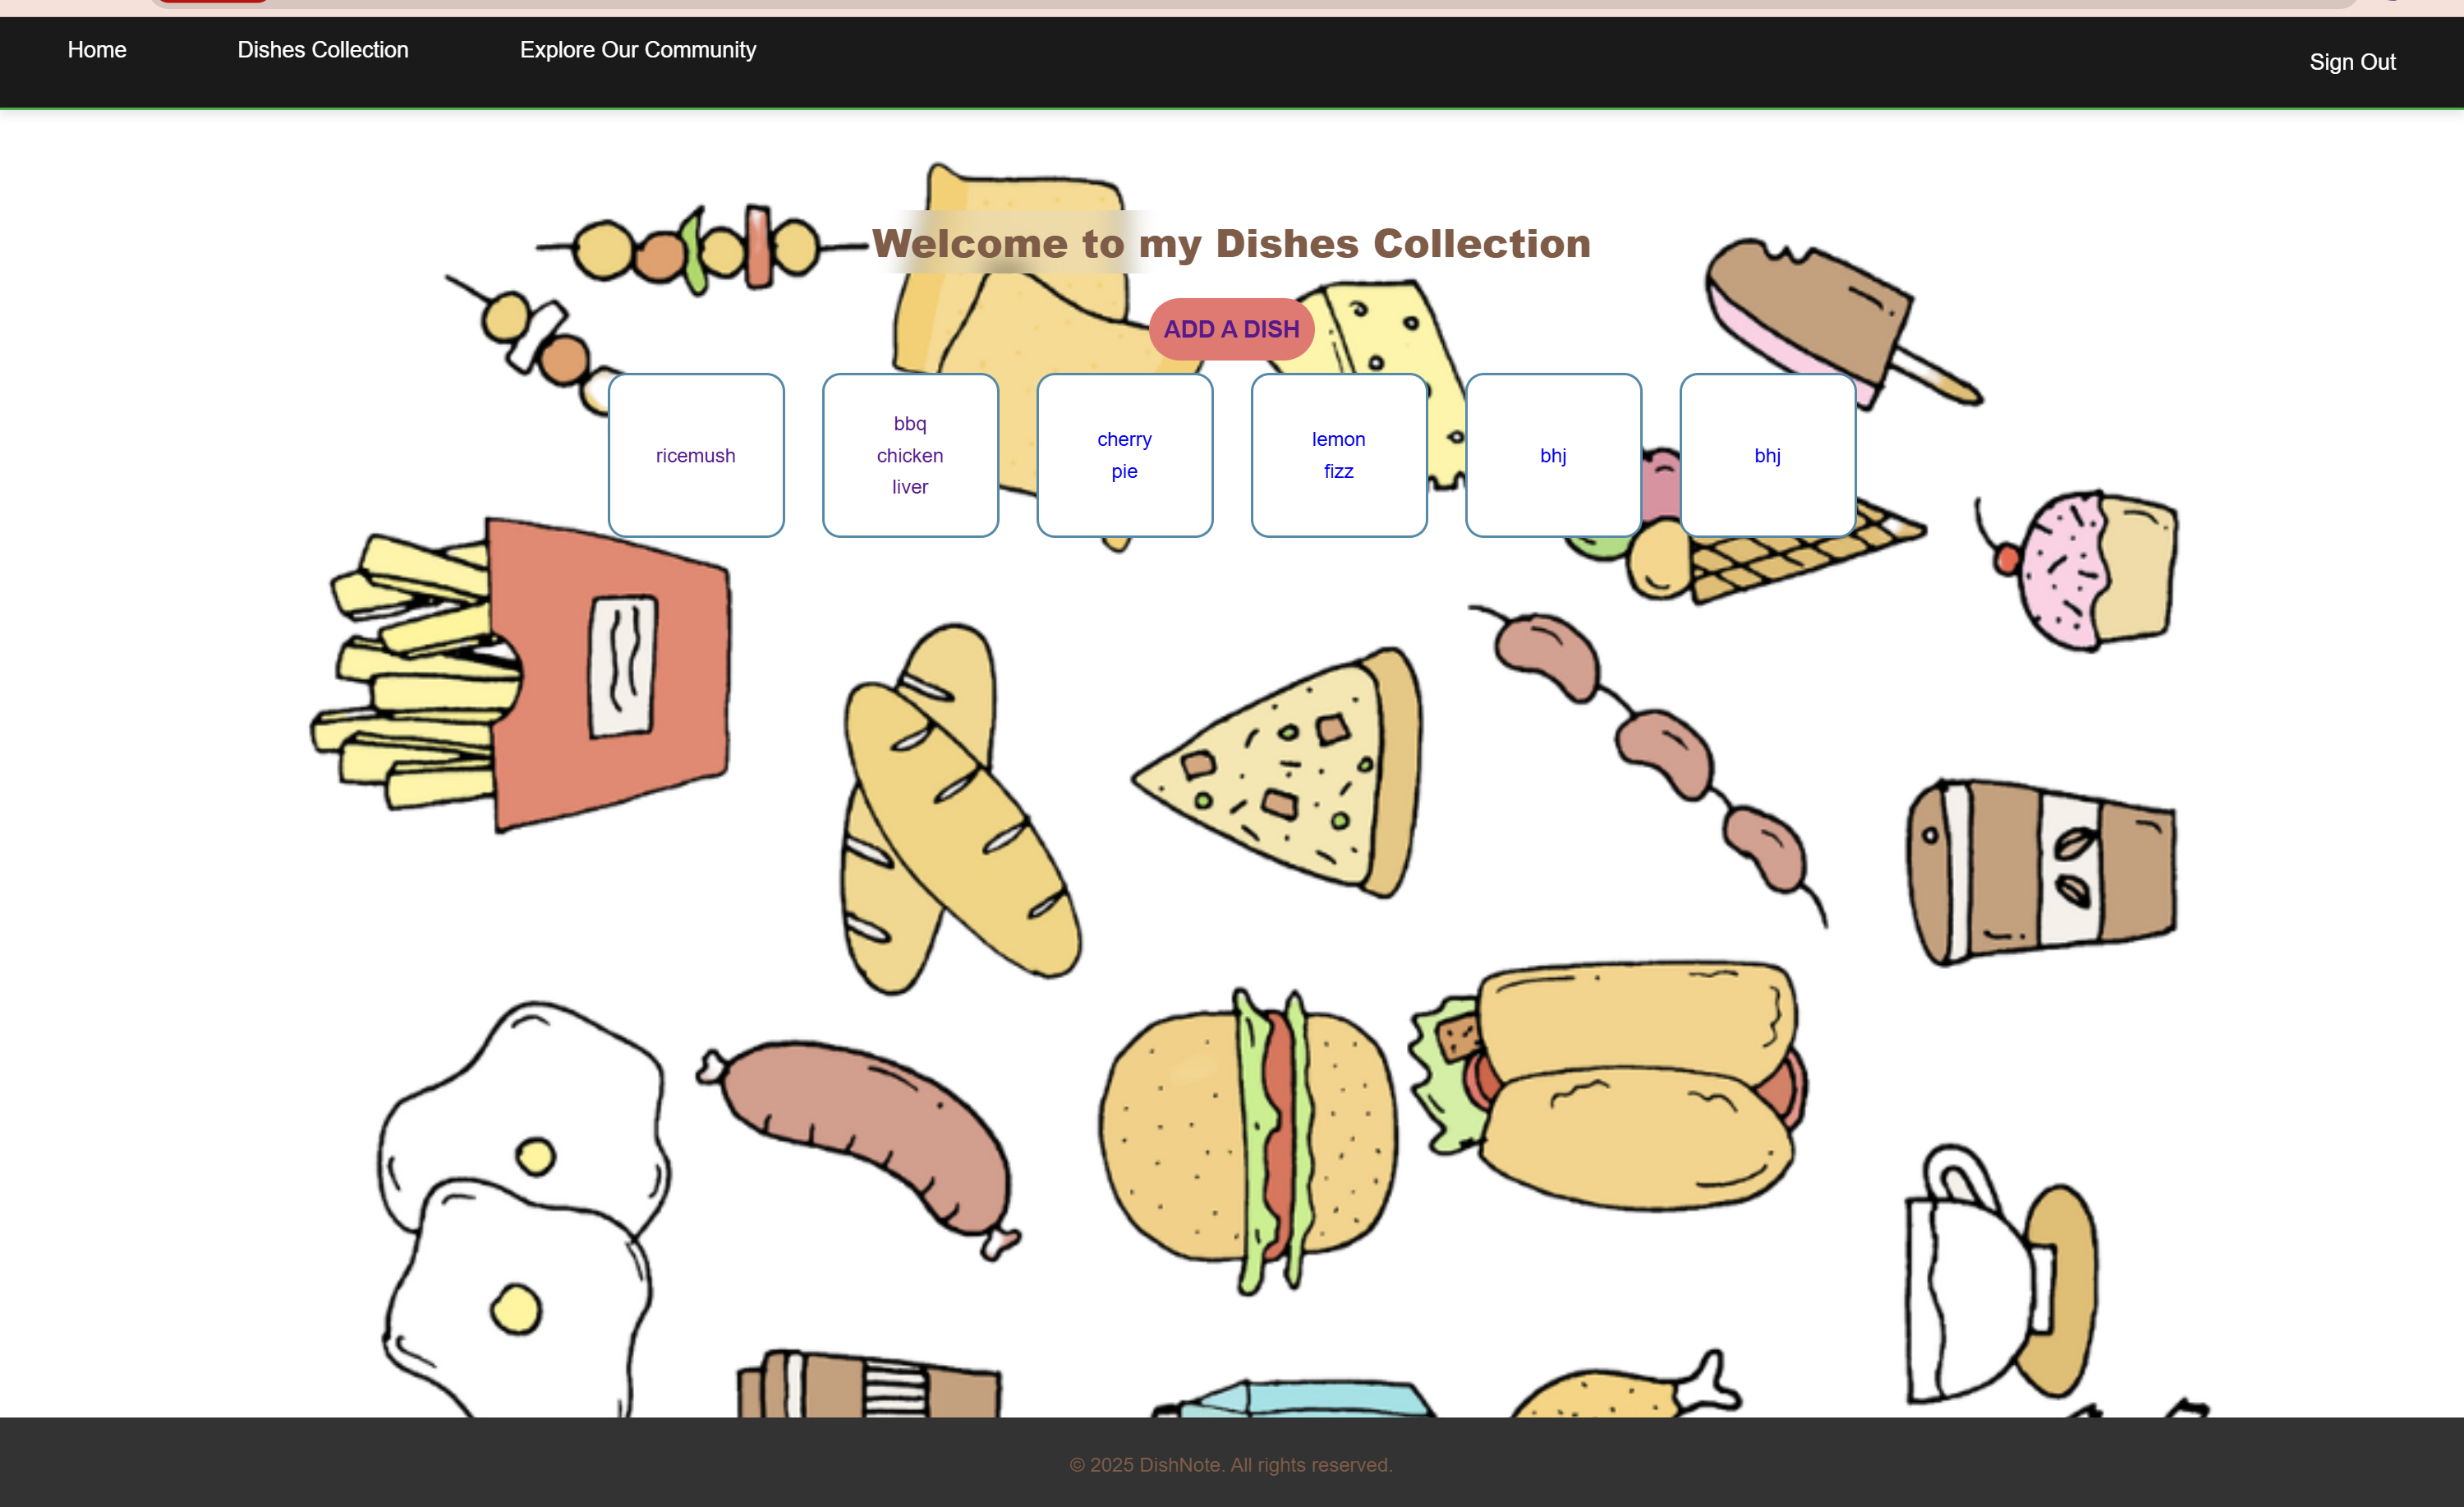 Home Dishes Collection Explore Our Community Sign Out
Welcome to my Dishes Collection
ADD A DISH
ricemush
bbq
chicken
liver
cherry
pie
lemon
fizz
bhj
bhj
© 2025 DishNote. All rights reserved.